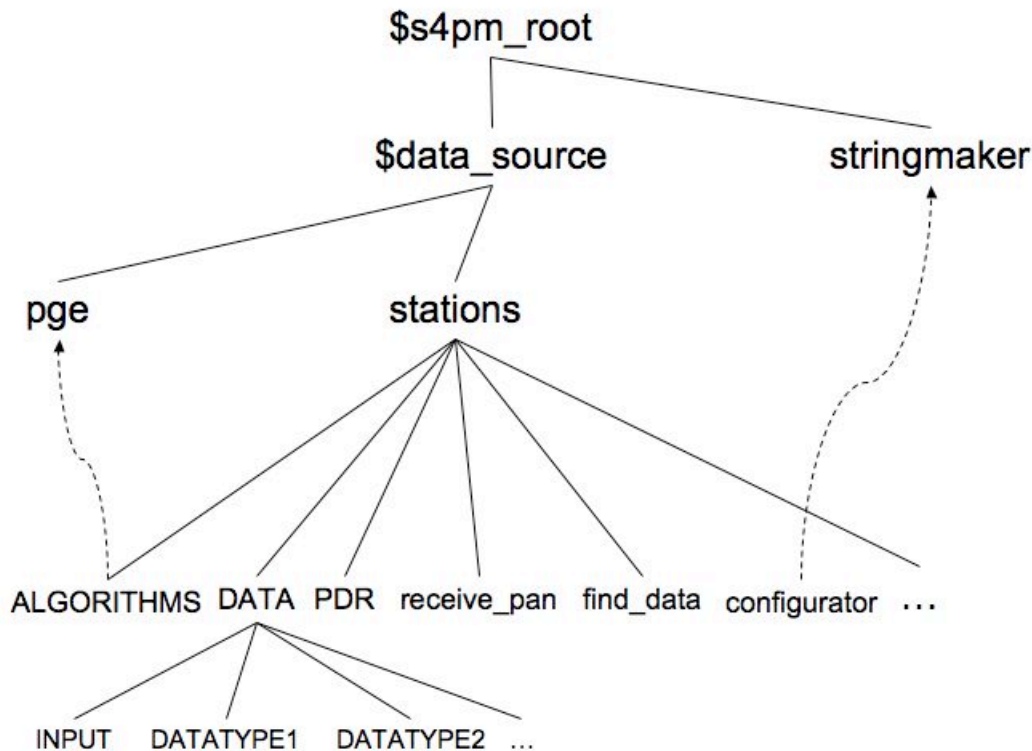 $s4pm_root
$data_source stringmaker
pge stations
ALGORITHMS DATA PDR receive_pan find_data configurator ...
INPUT DATATYPE1 DATATYPE2 ...